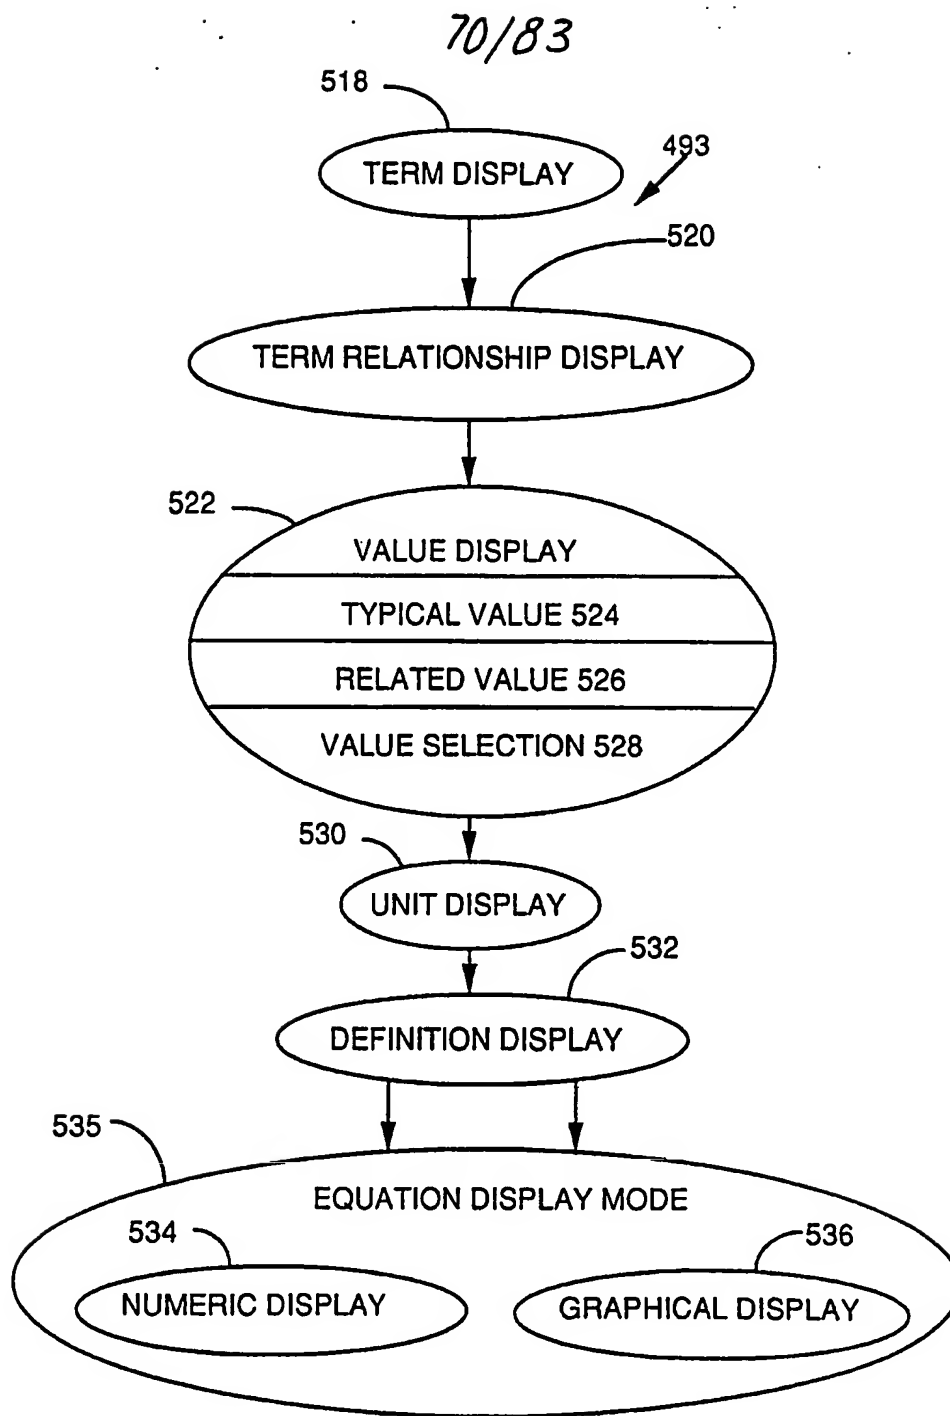 70/83
518
TERM DISPLAY
493
520
TERM RELATIONSHIP DISPLAY
522
VALUE DISPLAY
TYPICAL VALUE 524
RELATED VALUE 526
VALUE SELECTION 528
530
UNIT DISPLAY
532
DEFINITION DISPLAY
535
EQUATION DISPLAY MODE
534
536
NUMERIC DISPLAY
GRAPHICAL DISPLAY